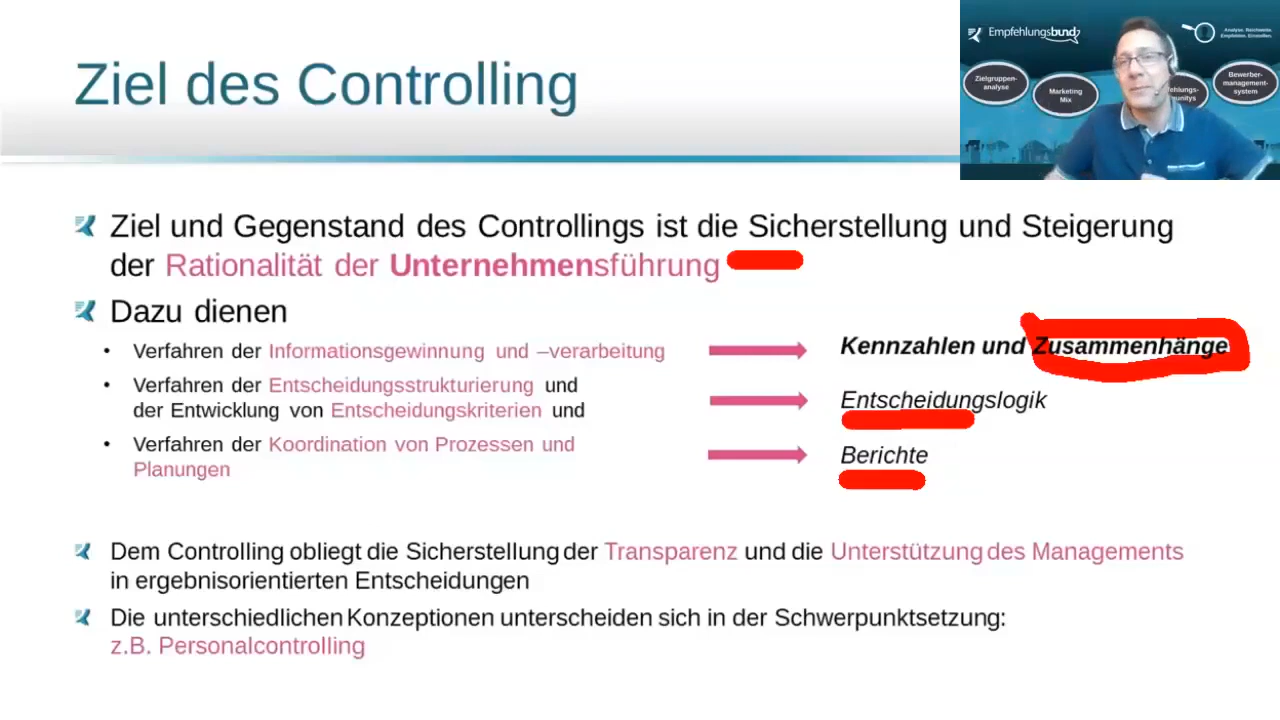 Ziel des Controlling
Empfehlungsbund
Analyse. Reichweite.
Empfehlen. Einstellen.
Zielgruppen-
analyse
Marketing
Mix
Bewerber-
management-
system
Ziel und Gegenstand des Controllings ist die Sicherstellung und Steigerung
der Rationalität der Unternehmensführung
Dazu dienen
• Verfahren der Informationsgewinnung und –verarbeitung
Kennzahlen und Zusammenhänge
• Verfahren der Entscheidungsstrukturierung und
der Entwicklung von Entscheidungskriterien und
Entscheidungslogik
• Verfahren der Koordination von Prozessen und
Planungen
Berichte
Dem Controlling obliegt die Sicherstellung der Transparenz und die Unterstützung des Managements
in ergebnisorientierten Entscheidungen
Die unterschiedlichen Konzeptionen unterscheiden sich in der Schwerpunktsetzung:
z.B. Personalcontrolling